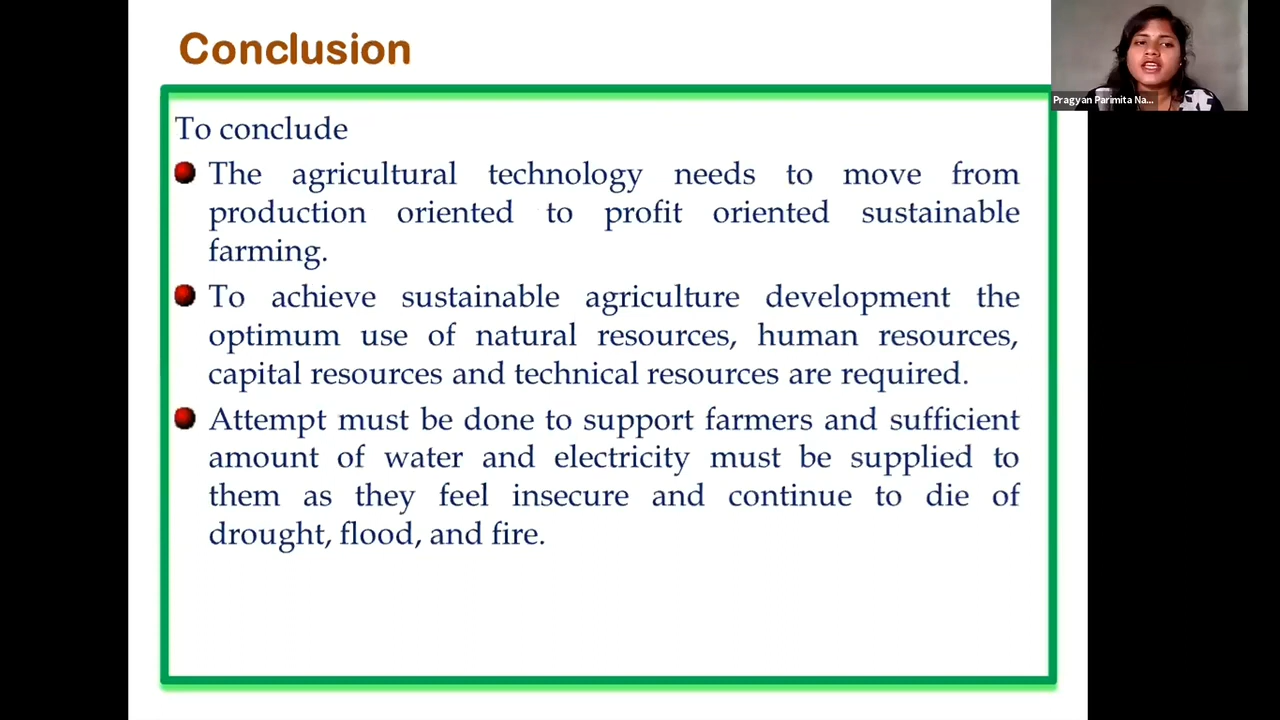 Conclusion
Pragyan Parimita Na...
To conclude
The agricultural technology needs to move from
production oriented to profit oriented sustainable
farming.
To achieve sustainable agriculture development the
optimum use of natural resources, human resources,
capital resources and technical resources are required.
Attempt must be done to support farmers and sufficient
amount of water and electricity must be supplied to
them as they feel insecure and continue to die of
drought, flood, and fire.